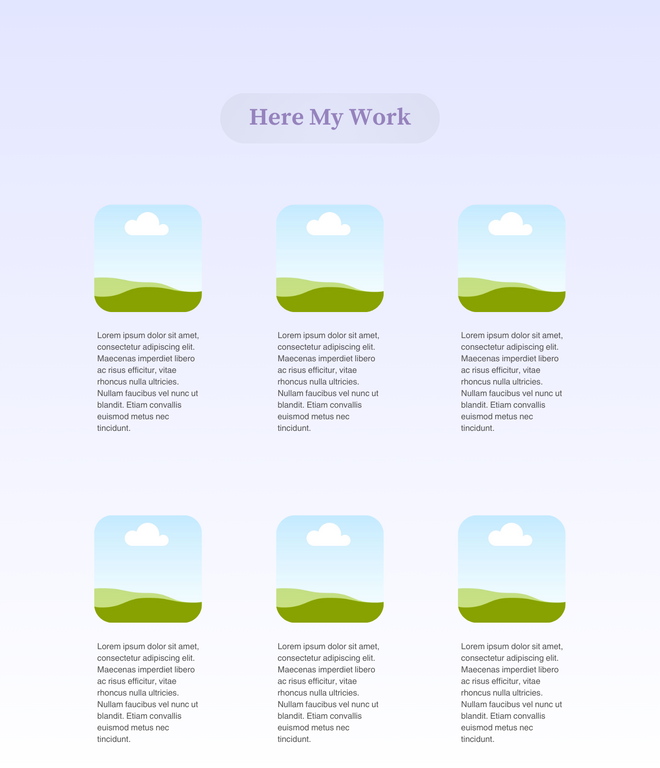 Here My Work
Lorem ipsum dolor sit amet,
consectetur adipiscing elit.
Maecenas imperdiet libero
ac risus efficitur, vitae
rhoncus nulla ultricies.
Nullam faucibus vel nunc ut
blandit. Etiam convallis
euismod metus nec
tincidunt.
Lorem ipsum dolor sit amet,
consectetur adipiscing elit.
Maecenas imperdiet libero
ac risus efficitur, vitae
rhoncus nulla ultricies.
Nullam faucibus vel nunc ut
blandit. Etiam convallis
euismod metus nec
tincidunt.
Lorem ipsum dolor sit amet,
consectetur adipiscing elit.
Maecenas imperdiet libero
ac risus efficitur, vitae
rhoncus nulla ultricies.
Nullam faucibus vel nunc ut
blandit. Etiam convallis
euismod metus nec
tincidunt.
Lorem ipsum dolor sit amet,
consectetur adipiscing elit.
Maecenas imperdiet libero
ac risus efficitur, vitae
rhoncus nulla ultricies.
Nullam faucibus vel nunc ut
blandit. Etiam convallis
euismod metus nec
tincidunt.
Lorem ipsum dolor sit amet,
consectetur adipiscing elit.
Maecenas imperdiet libero
ac risus efficitur, vitae
rhoncus nulla ultricies.
Nullam faucibus vel nunc ut
blandit. Etiam convallis
euismod metus nec
tincidunt.
Lorem ipsum dolor sit amet,
consectetur adipiscing elit.
Maecenas imperdiet libero
ac risus efficitur, vitae
rhoncus nulla ultricies.
Nullam faucibus vel nunc ut
blandit. Etiam convallis
euismod metus nec
tincidunt.